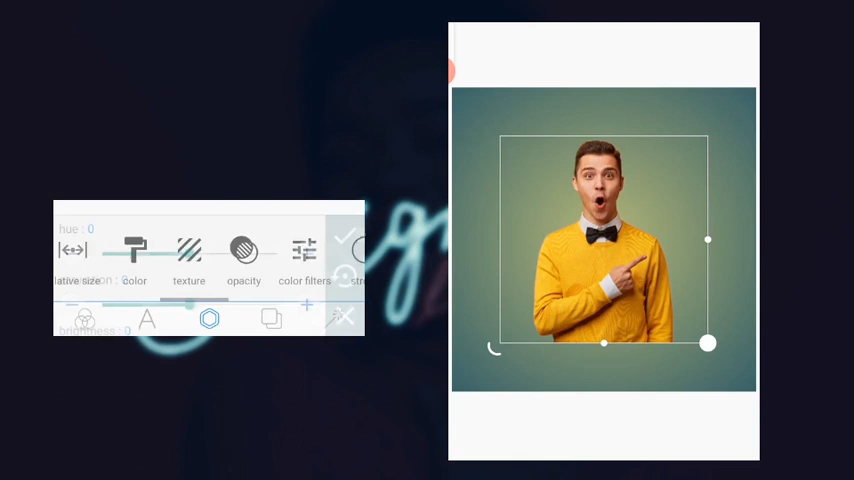 hue : 0
lative size
color
texture
opacity
color filters
brightness : 0